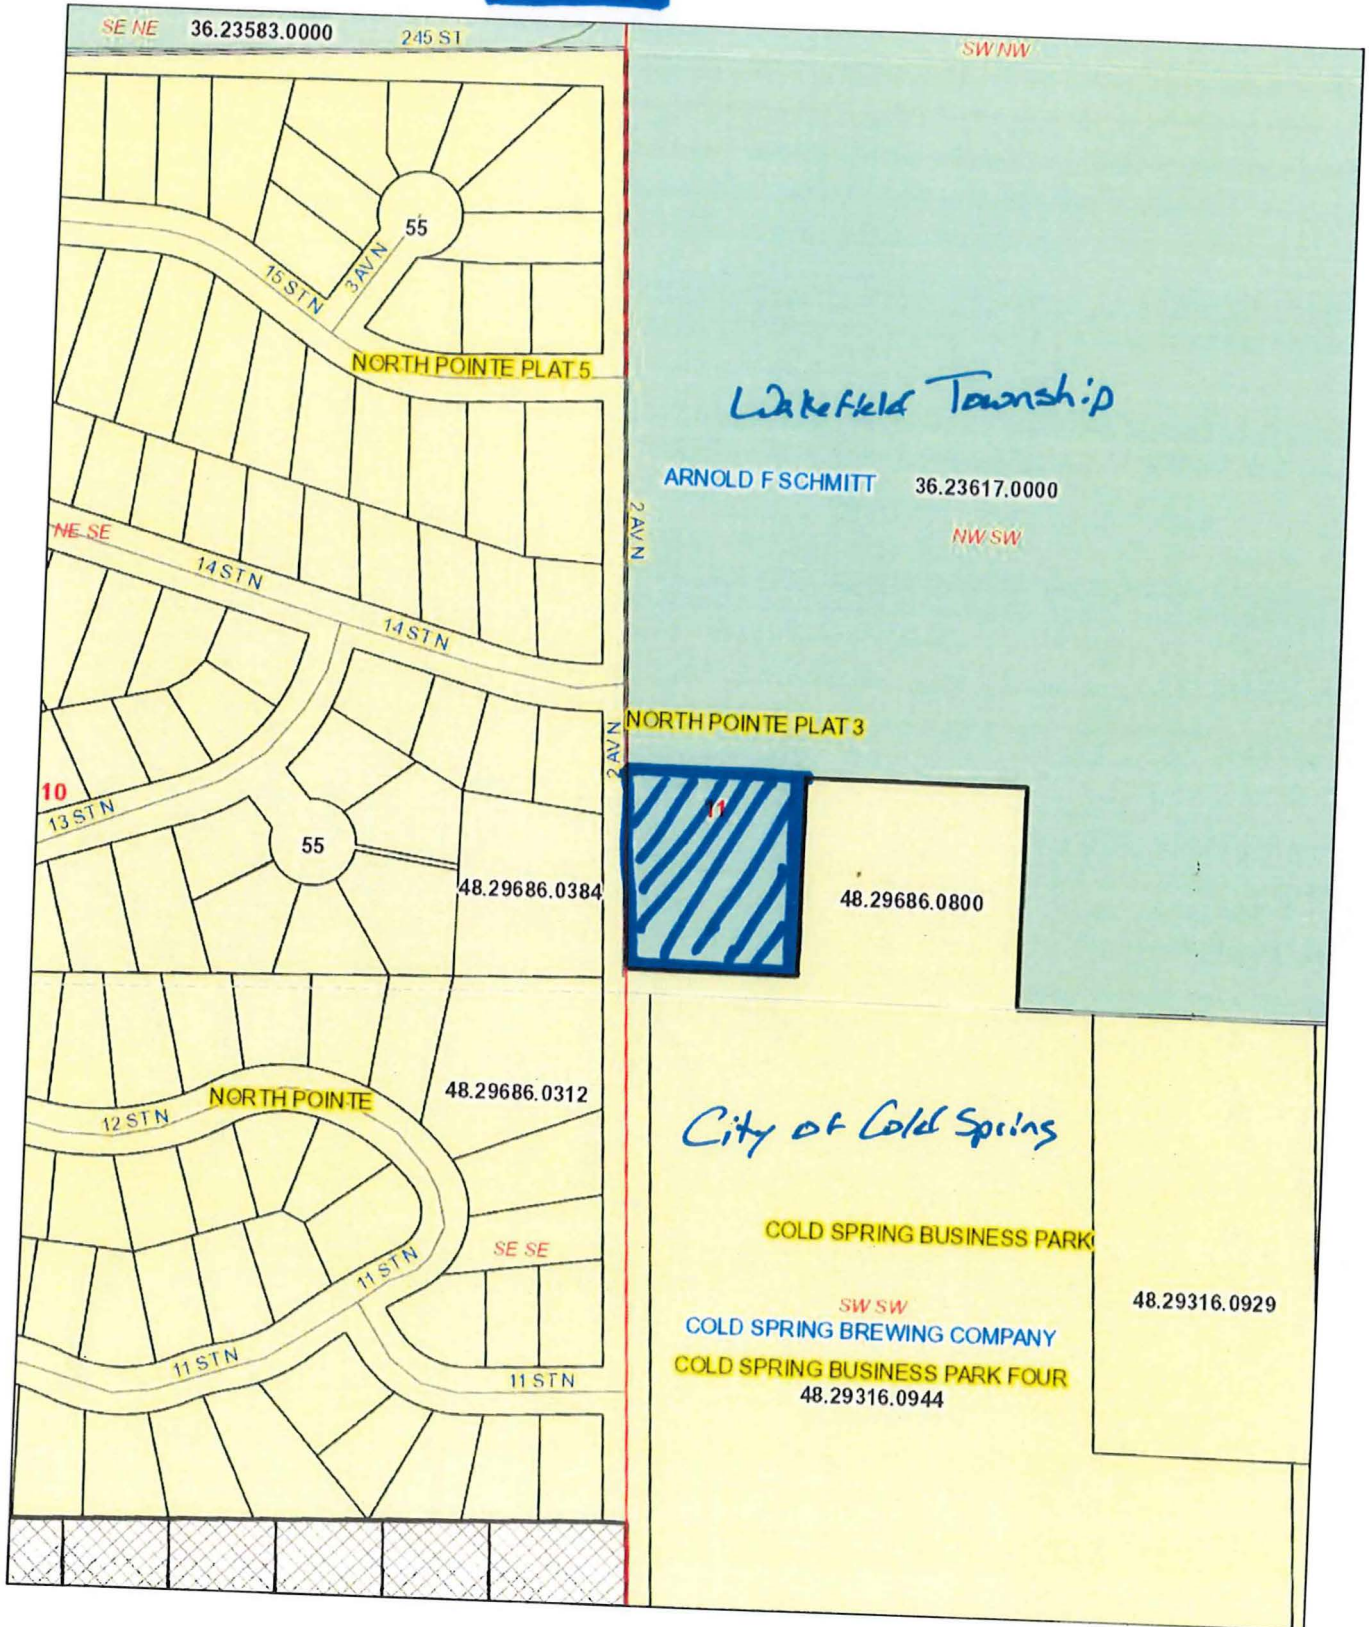 SE NE 36.23583.0000 245 ST
SW NW
55
15 ST N
3 AV N
NORTH POINTE PLAT 5
Wakefield Township
ARNOLD F SCHMITT 36.23617.0000
2 AV N
NE SE
NW SW
14 ST N
14 ST N
NORTH POINTE PLAT 3
2 AV N
10
11
13 ST N
55
48.29686.0384
48.29686.0800
48.29686.0312
NORTH POINTE
12 ST N
City of Cold Spring
COLD SPRING BUSINESS PARK
SE SE
11 ST N
SW SW
48.29316.0929
COLD SPRING BREWING COMPANY
11 ST N
COLD SPRING BUSINESS PARK FOUR
11 ST N
48.29316.0944